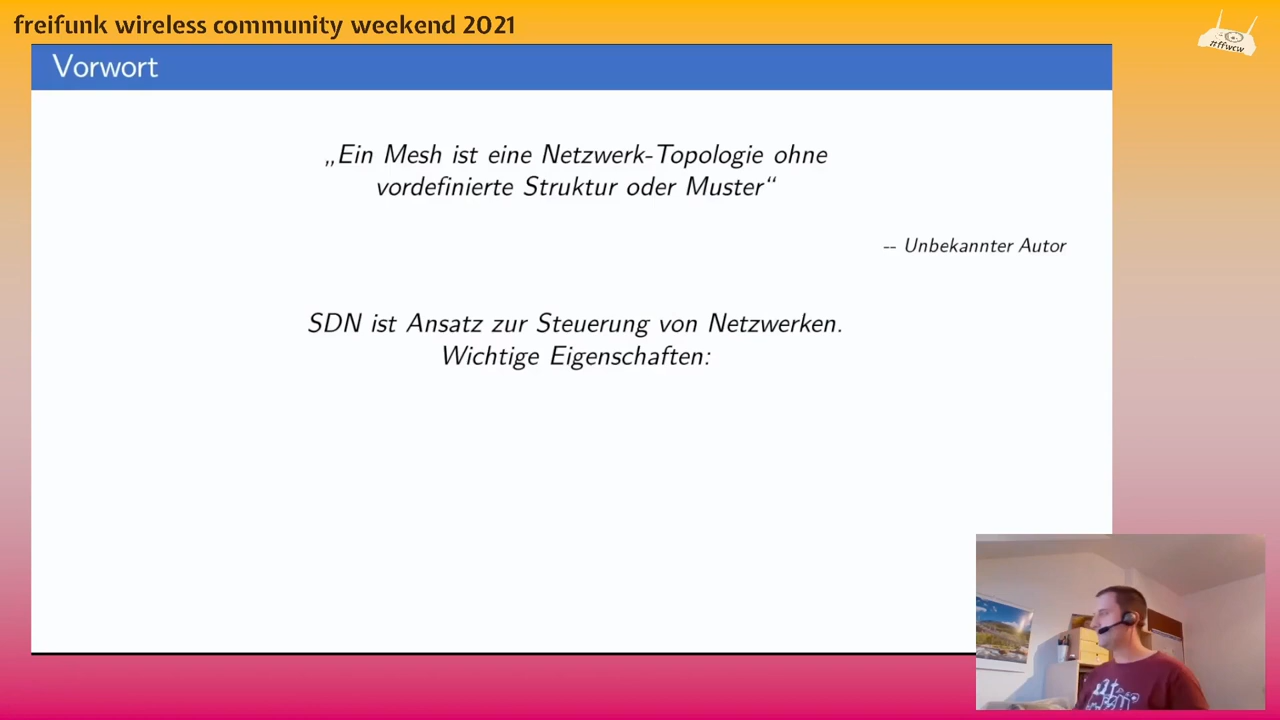 freifunk wireless community weekend 2021
#ffwcw
Vorwort
„Ein Mesh ist eine Netzwerk-Topologie ohne
vordefinierte Struktur oder Muster“
-- Unbekannter Autor
SDN ist Ansatz zur Steuerung von Netzwerken.
Wichtige Eigenschaften: